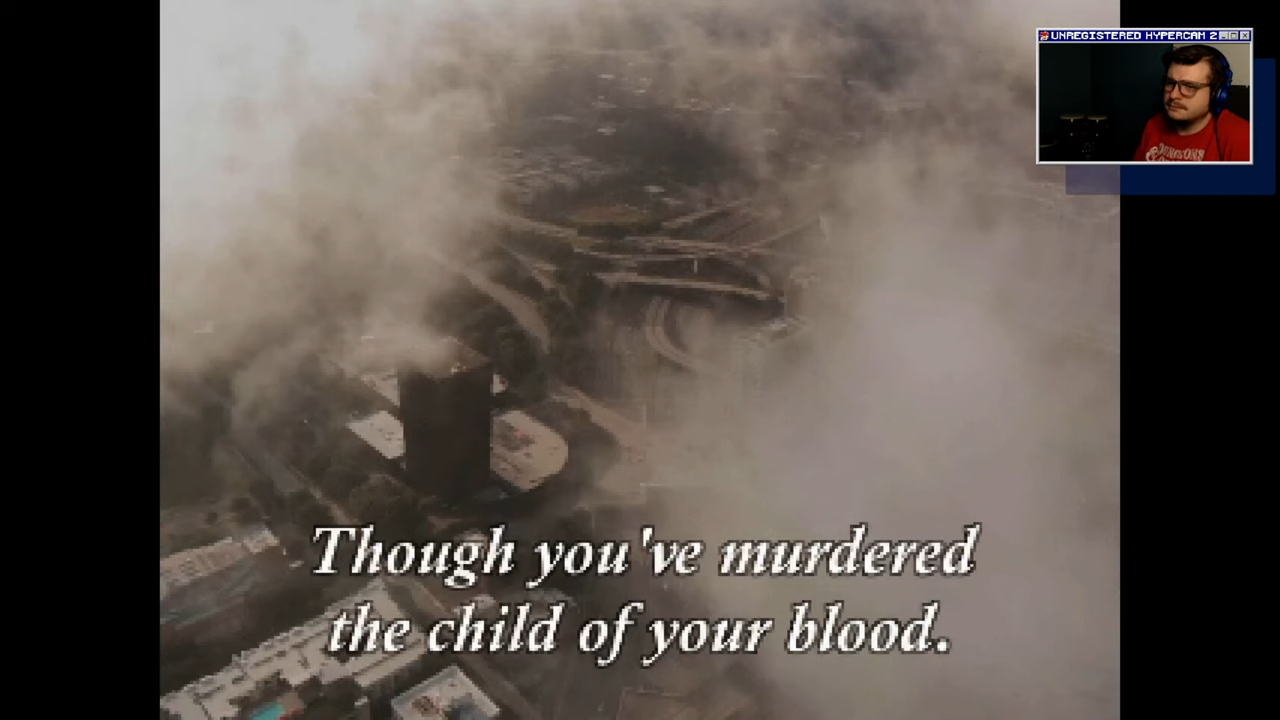 UNREGISTERED HYPERCAM 2
Though you've murdered
the child of your blood.